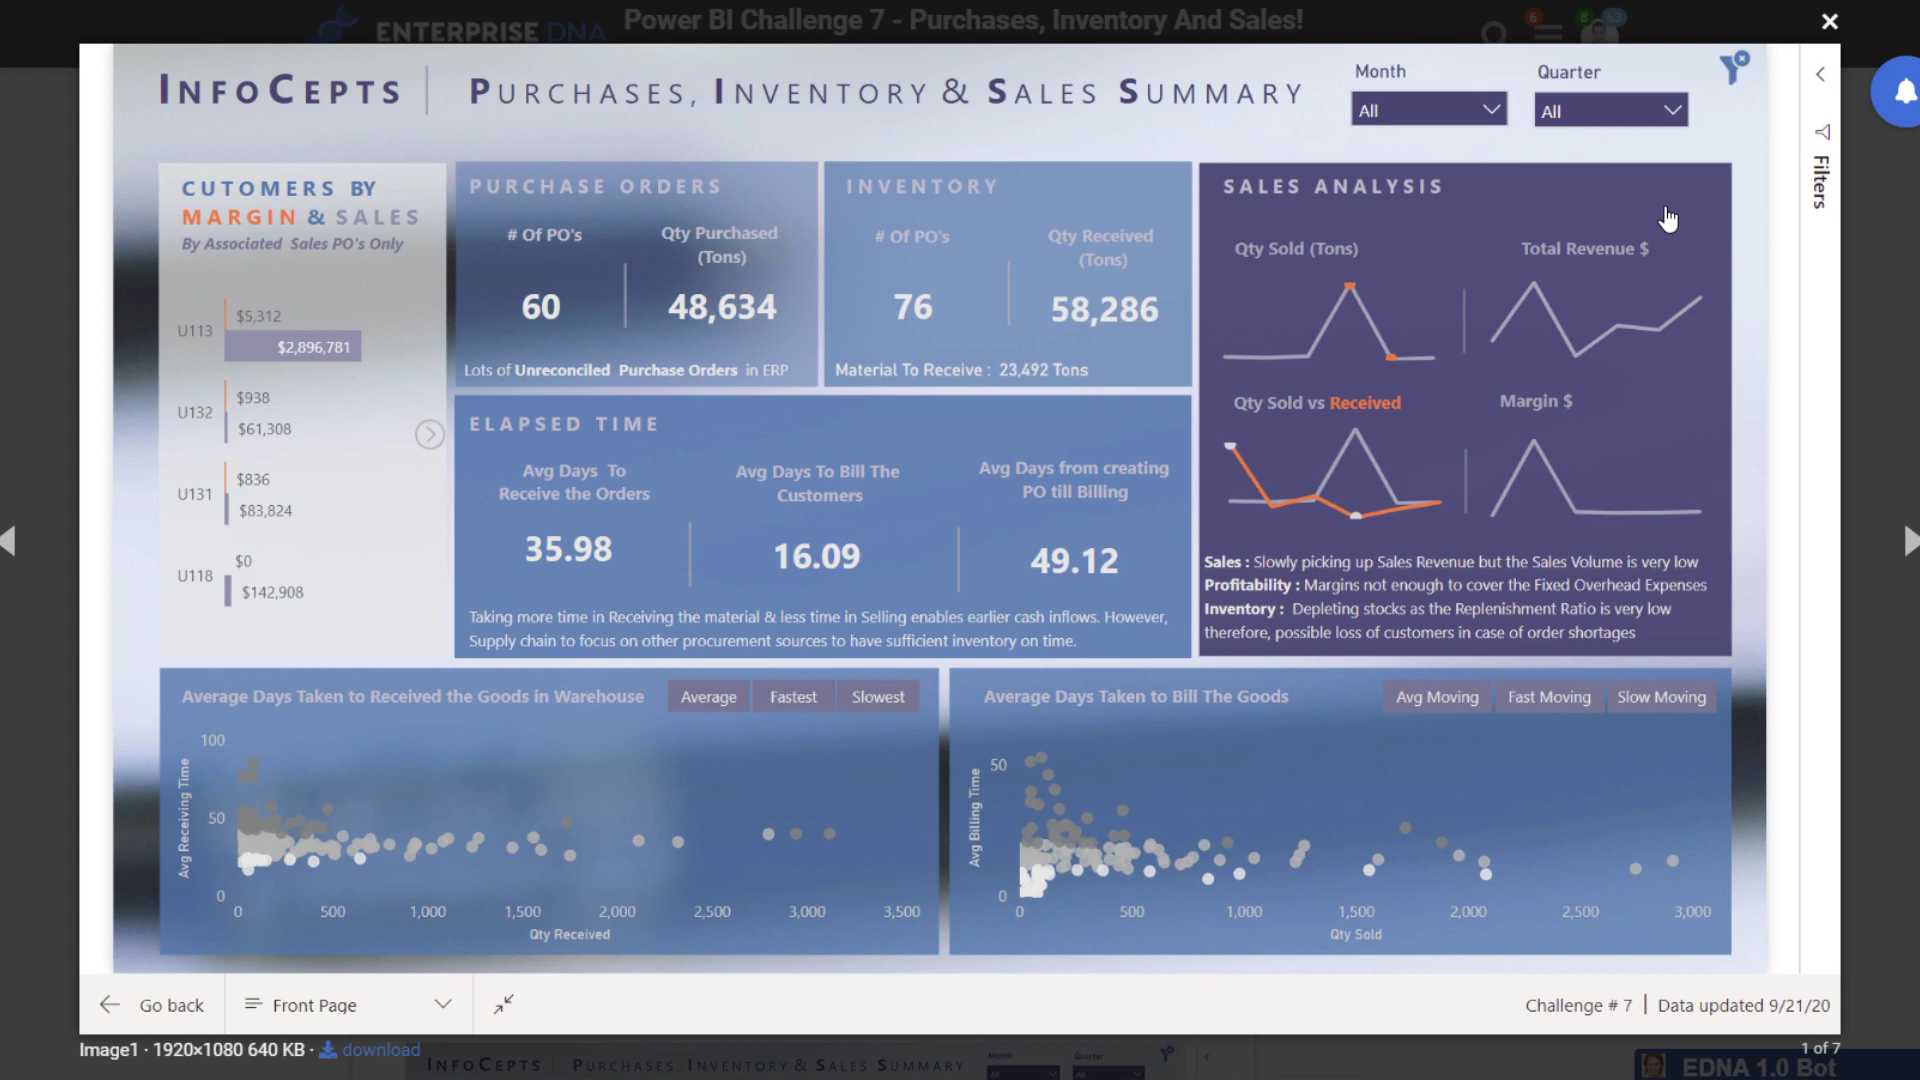 ENTERPRISE DNA
Power BI Challenge 7 - Purchases, Inventory And Sales!
6
8
63
INFOCEPTS
PURCHASES, INVENTORY & SALES SUMMARY
Month
All
Quarter
All
Filters
CUTOMERS BY
MARGIN & SALES
By Associated Sales PO's Only
U113
$5,312
$2,896,781
U132
$938
$61,308
U131
$836
$83,824
U118
$0
$142,908
PURCHASE ORDERS
# Of PO's
Qty Purchased
(Tons)
60
48,634
Lots of Unreconciled Purchase Orders in ERP
INVENTORY
# Of PO's
Qty Received
(Tons)
76
58,286
Material To Receive : 23,492 Tons
ELAPSED TIME
Avg Days To
Receive the Orders
35.98
Avg Days To Bill The
Customers
16.09
Avg Days from creating
PO till Billing
49.12
Taking more time in Receiving the material & less time in Selling enables earlier cash inflows. However,
Supply chain to focus on other procurement sources to have sufficient inventory on time.
SALES ANALYSIS
Qty Sold (Tons)
Total Revenue $
Qty Sold vs Received
Margin $
Sales : Slowly picking up Sales Revenue but the Sales Volume is very low
Profitability : Margins not enough to cover the Fixed Overhead Expenses
Inventory : Depleting stocks as the Replenishment Ratio is very low
therefore, possible loss of customers in case of order shortages
Average Days Taken to Received the Goods in Warehouse
Average
Fastest
Slowest
Avg Receiving Time
100
50
0
0
500
1,000
1,500
2,000
2,500
3,000
3,500
Qty Received
Average Days Taken to Bill The Goods
Avg Moving
Fast Moving
Slow Moving
Avg Billing Time
50
0
0
500
1,000
1,500
2,000
2,500
3,000
Qty Sold
Go back
Front Page
Challenge # 7 | Data updated 9/21/20
Image1 · 1920×1080 640 KB · download
1 of 7
INFOCEPTS
PURCHASES, INVENTORY & SALES SUMMARY
Month
All
Quarter
All
EDNA 1.0 Bot